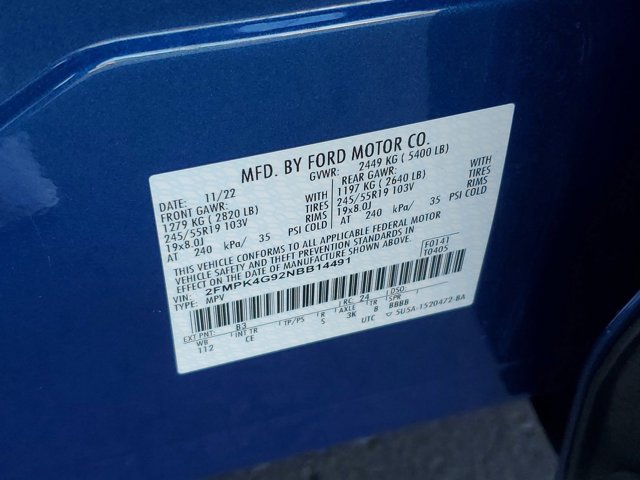 MFD. BY FORD MOTOR CO.
DATE: 11/22 GVWR: 2449 KG ( 5400 LB)
FRONT GAWR: WITH REAR GAWR: WITH
1279 KG ( 2820 LB) TIRES 1197 KG ( 2640 LB) TIRES
245/55R19 103V RIMS 245/55R19 103V RIMS
19x8.0J 19x8.0J
AT 240 kPa/ 35 PSI COLD AT 240 kPa/ 35 PSI COLD
THIS VEHICLE CONFORMS TO ALL APPLICABLE FEDERAL MOTOR
VEHICLE SAFETY AND THEFT PREVENTION STANDARDS IN EFFECT
ON THE DATE OF MANUFACTURE SHOWN ABOVE.
VIN: 2FMPK4G92NBB14491 F0141
TYPE: MPV T0405
EXT PNT: B3 RC: 24 DSO:
WB INT TR TP/PS R AXLE TR SPR
112 CE 5 3K 8 BBBB
UTC 5U5A-1520472-BA